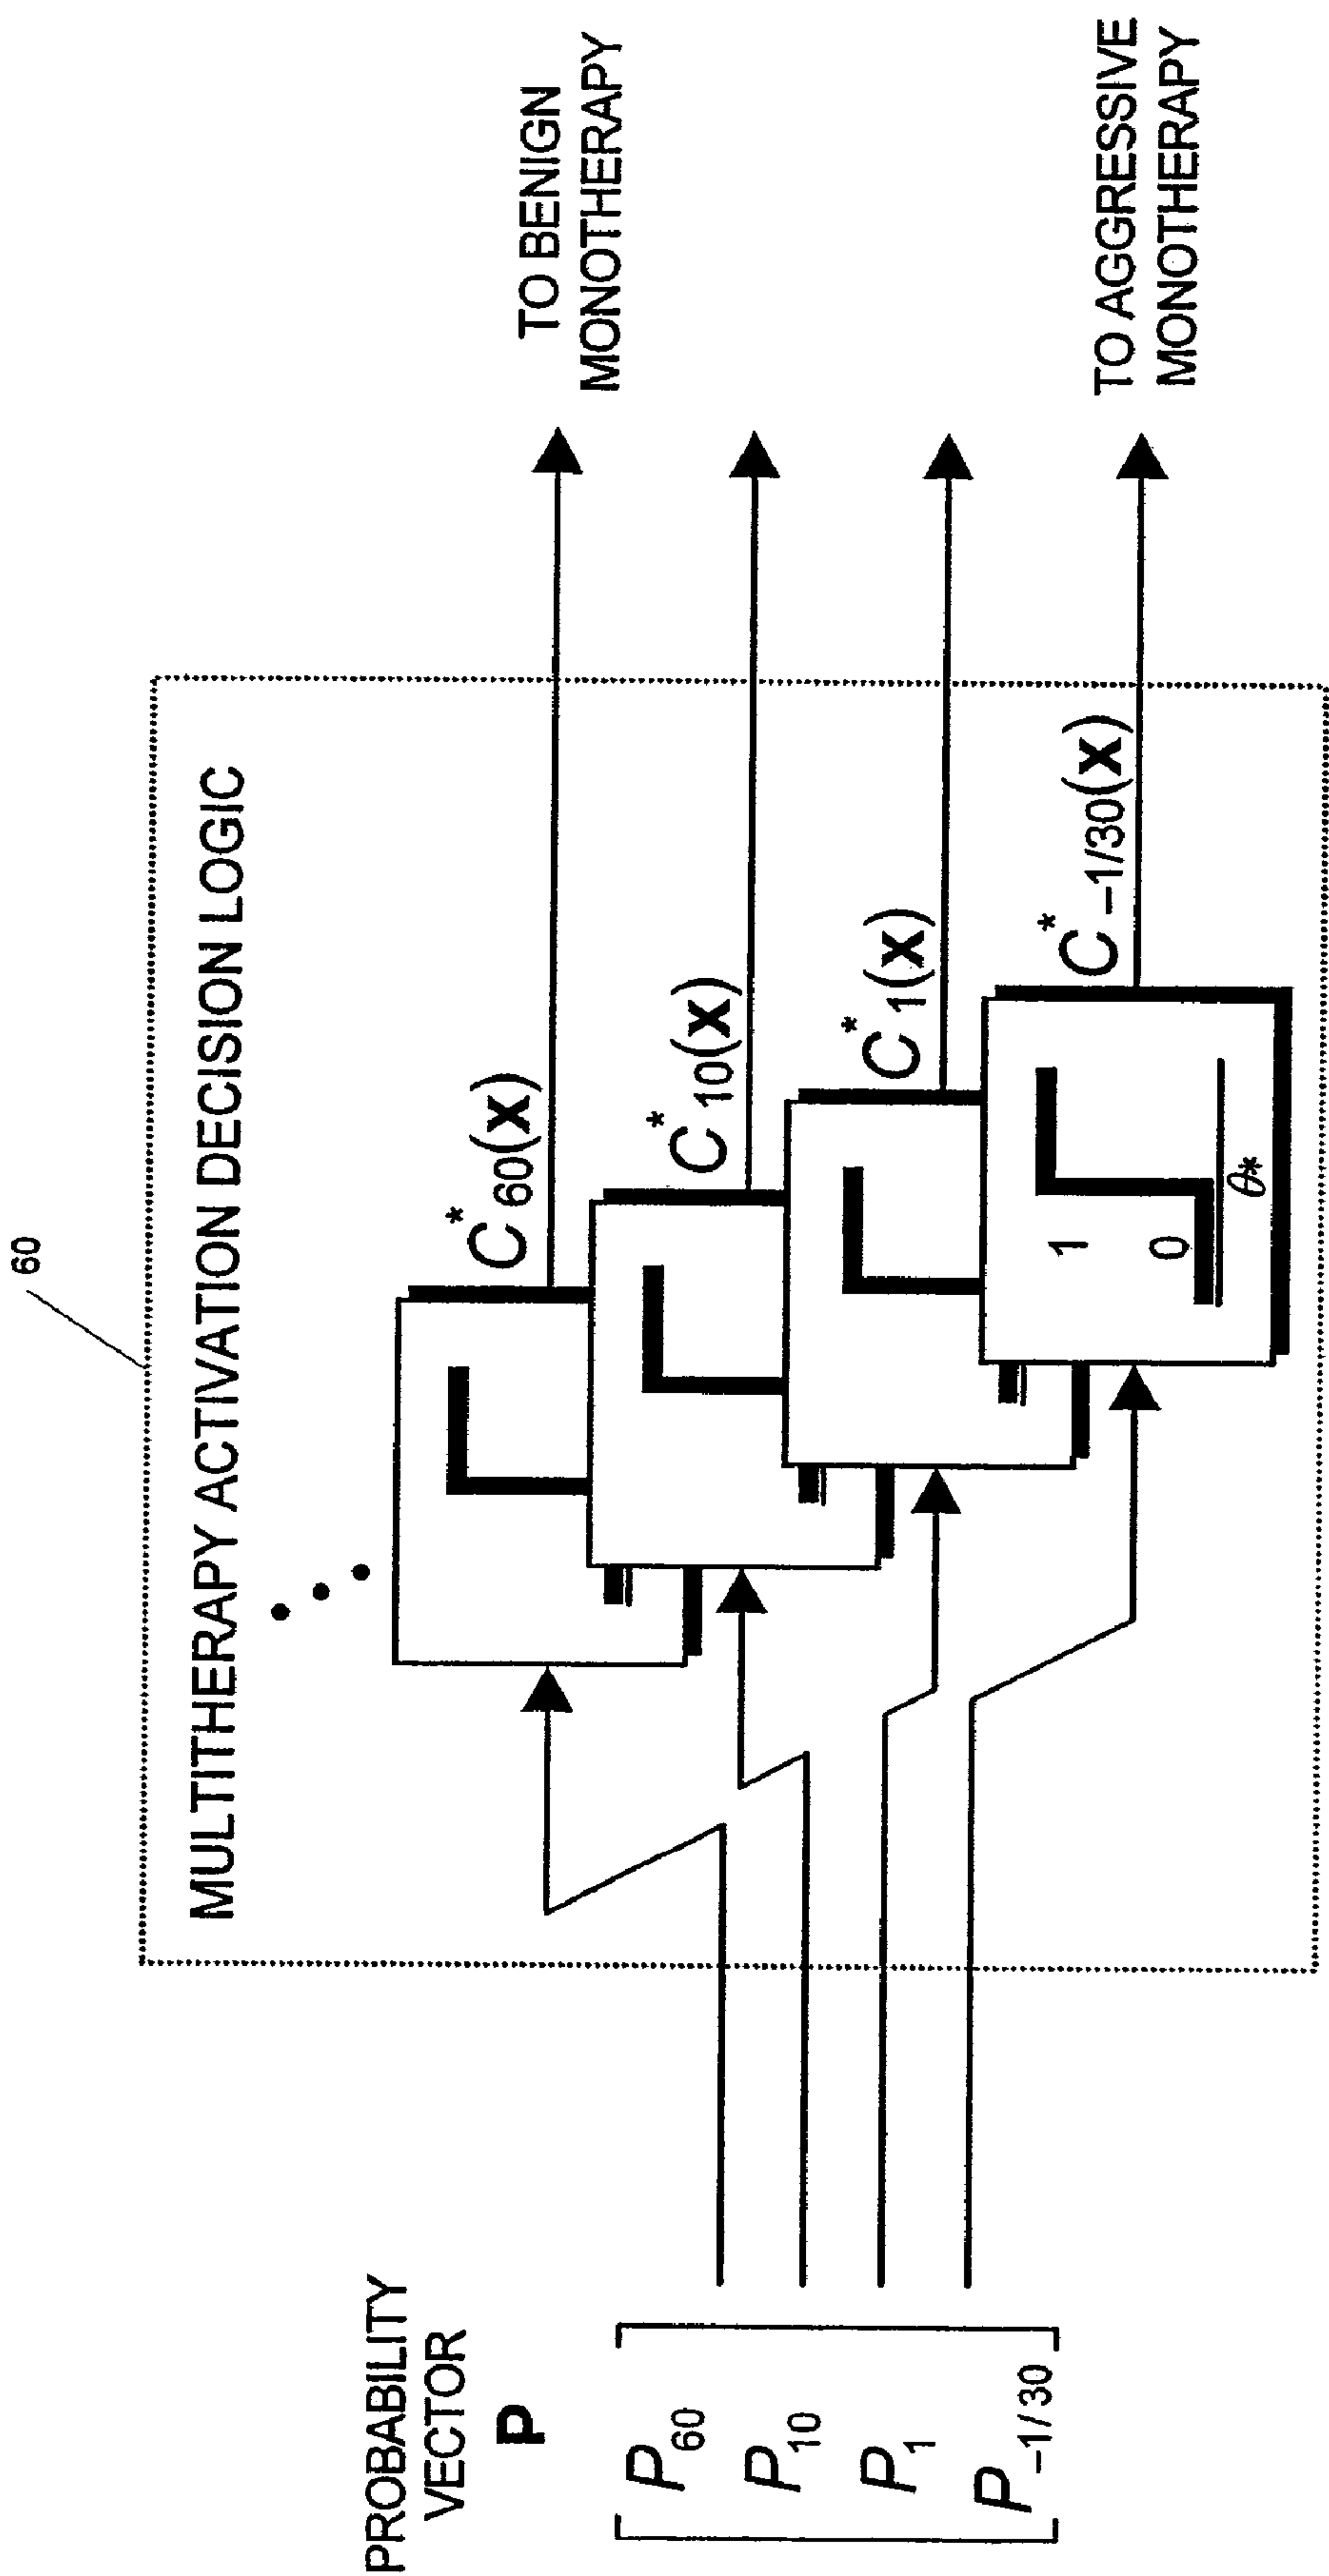 60
MULTITHERAPY ACTIVATION DECISION LOGIC
PROBABILITY
VECTOR
P
P60
P10
P1
P–1/30
C*60(x)
C*10(x)
C*1(x)
C*–1/30(x)
1
0
θ*
TO BENIGN
MONOTHERAPY
TO AGGRESSIVE
MONOTHERAPY